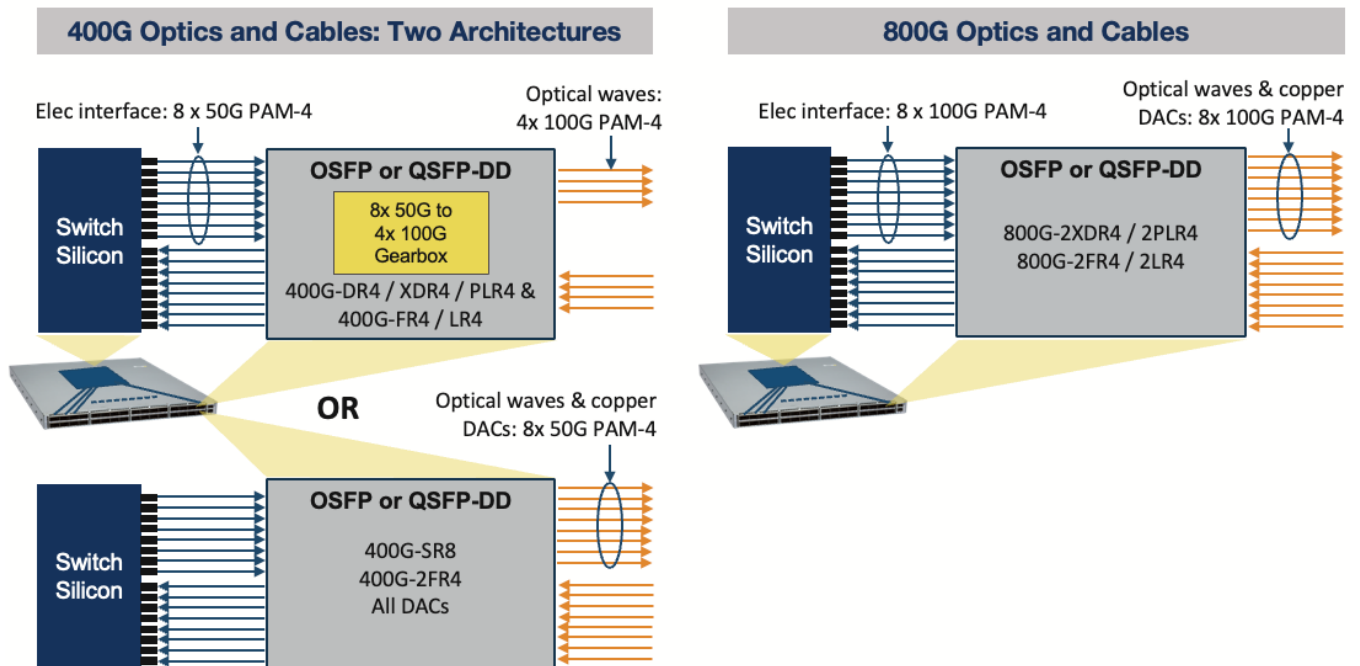 400G Optics and Cables: Two Architectures
Elec interface: 8 x 50G PAM-4
Optical waves:
4x 100G PAM-4
Switch
Silicon
OSFP or QSFP-DD
8x 50G to
4x 100G
Gearbox
400G-DR4 / XDR4 / PLR4 &
400G-FR4 / LR4
OR
Optical waves & copper
DACs: 8x 50G PAM-4
Switch
Silicon
OSFP or QSFP-DD
400G-SR8
400G-2FR4
All DACs
800G Optics and Cables
Elec interface: 8 x 100G PAM-4
Optical waves & copper
DACs: 8x 100G PAM-4
Switch
Silicon
OSFP or QSFP-DD
800G-2XDR4 / 2PLR4
800G-2FR4 / 2LR4